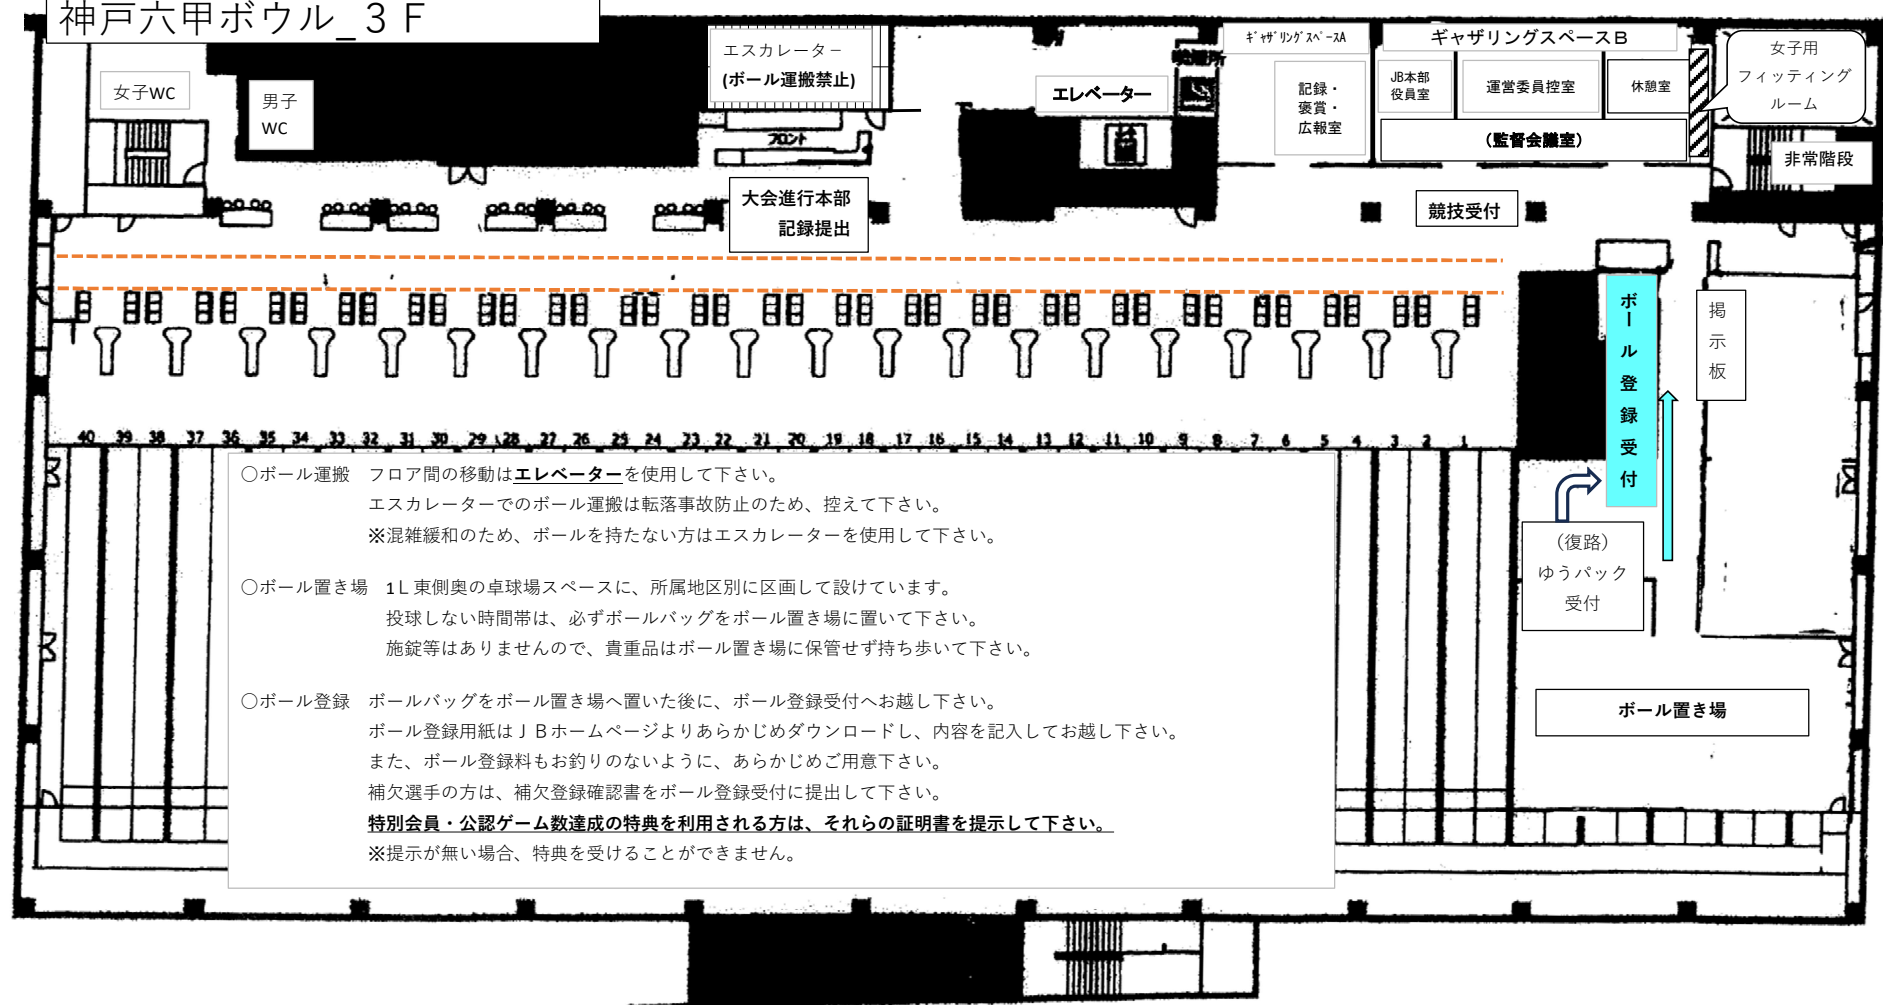 神戸六甲ボウル_３Ｆ
エスカレーター
(ボール運搬禁止)
女子WC
男子
WC
フロント
エレベーター
喫煙所
ｷﾞｬｻﾞﾘﾝｸﾞｽﾍﾟｰｽA
記録・
褒賞・
広報室
ギャザリングスペースＢ
JB本部
役員室
運営委員控室
休憩室
（監督会議室）
女子用
フィッティング
ルーム
非常階段
大会進行本部
記録提出
競技受付
ボール登録受付
掲示板
40 39 38 37 36 35 34 33 32 31 30 29 28 27 26 25 24 23 22 21 20 19 18 17 16 15 14 13 12 11 10 9 8 7 6 5 4 3 2 1
（復路）
ゆうパック
受付
ボール置き場
〇ボール運搬　フロア間の移動はエレベーターを使用して下さい。
エスカレーターでのボール運搬は転落事故防止のため、控えて下さい。
※混雑緩和のため、ボールを持たない方はエスカレーターを使用して下さい。
〇ボール置き場　1Ｌ東側奥の卓球場スペースに、所属地区別に区画して設けています。
投球しない時間帯は、必ずボールバッグをボール置き場に置いて下さい。
施錠等はありませんので、貴重品はボール置き場に保管せず持ち歩いて下さい。
〇ボール登録　ボールバッグをボール置き場へ置いた後に、ボール登録受付へお越し下さい。
ボール登録用紙はＪＢホームページよりあらかじめダウンロードし、内容を記入してお越し下さい。
また、ボール登録料もお釣りのないように、あらかじめご用意下さい。
補欠選手の方は、補欠登録確認書をボール登録受付に提出して下さい。
特別会員・公認ゲーム数達成の特典を利用される方は、それらの証明書を提示して下さい。
※提示が無い場合、特典を受けることができません。